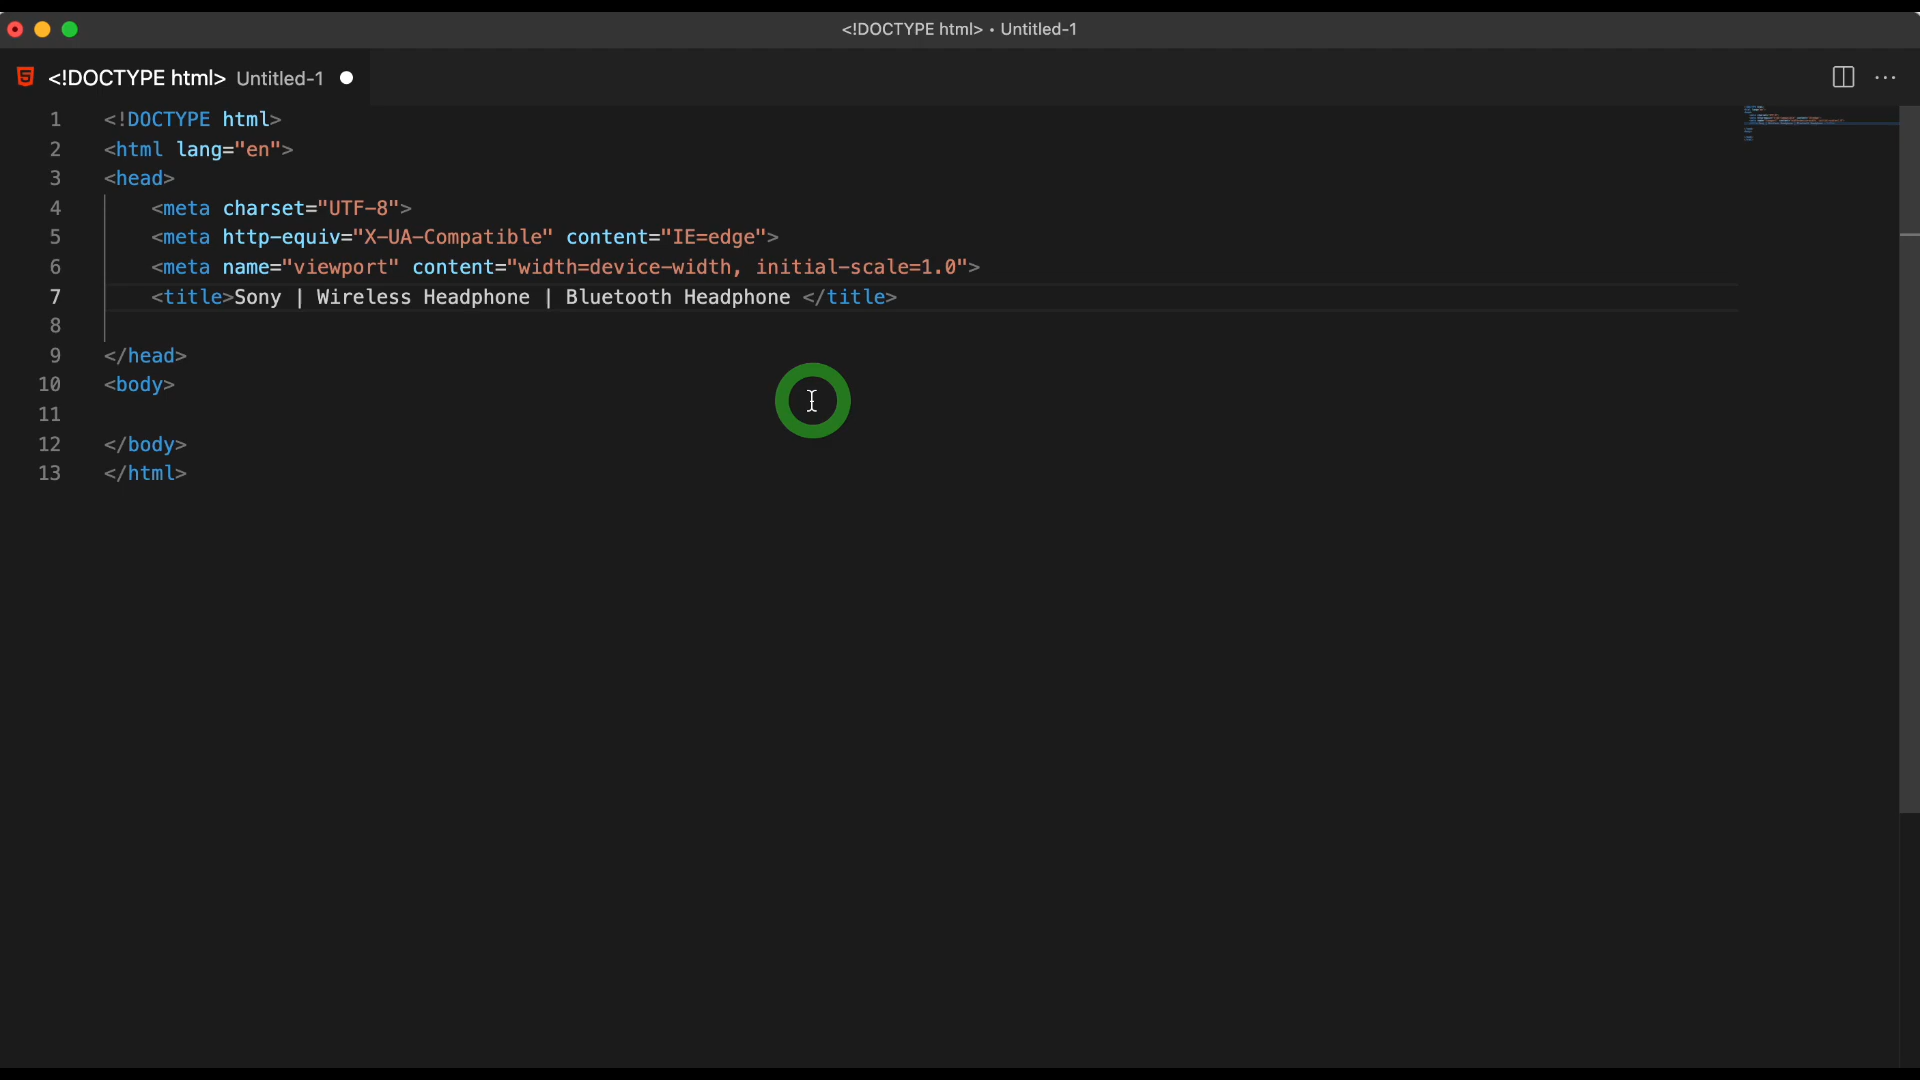 <!DOCTYPE html> • Untitled-1
<!DOCTYPE html> Untitled-1
1 <!DOCTYPE html>
2 <html lang="en">
3 <head>
4     <meta charset="UTF-8">
5     <meta http-equiv="X-UA-Compatible" content="IE=edge">
6     <meta name="viewport" content="width=device-width, initial-scale=1.0">
7     <title>Sony | Wireless Headphone | Bluetooth Headphone </title>
8
9 </head>
10 <body>
11
12 </body>
13 </html>